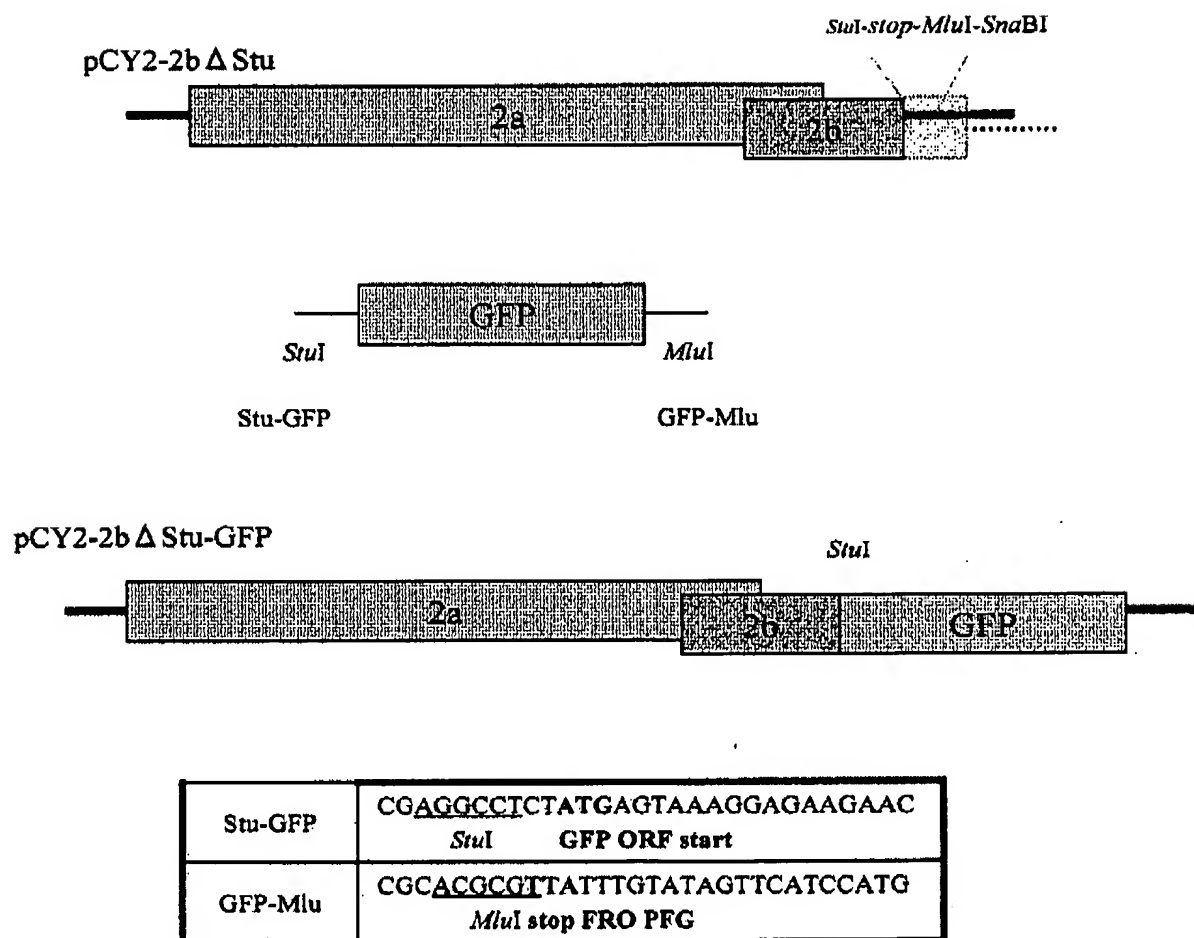 StuI-stop-MluI-SnaBI
pCY2-2b Δ Stu
2a
2b
GFP
StuI
MluI
Stu-GFP
GFP-Mlu
pCY2-2b Δ Stu-GFP
StuI
2a
2b
GFP
Stu-GFP
CGAGGCCTCTATGAGTAAAGGAGAAGAAC
StuI GFP ORF start
GFP-Mlu
CGCACGCGTTATTTGTATAGTTCATCCATG
MluI stop FRO PFG